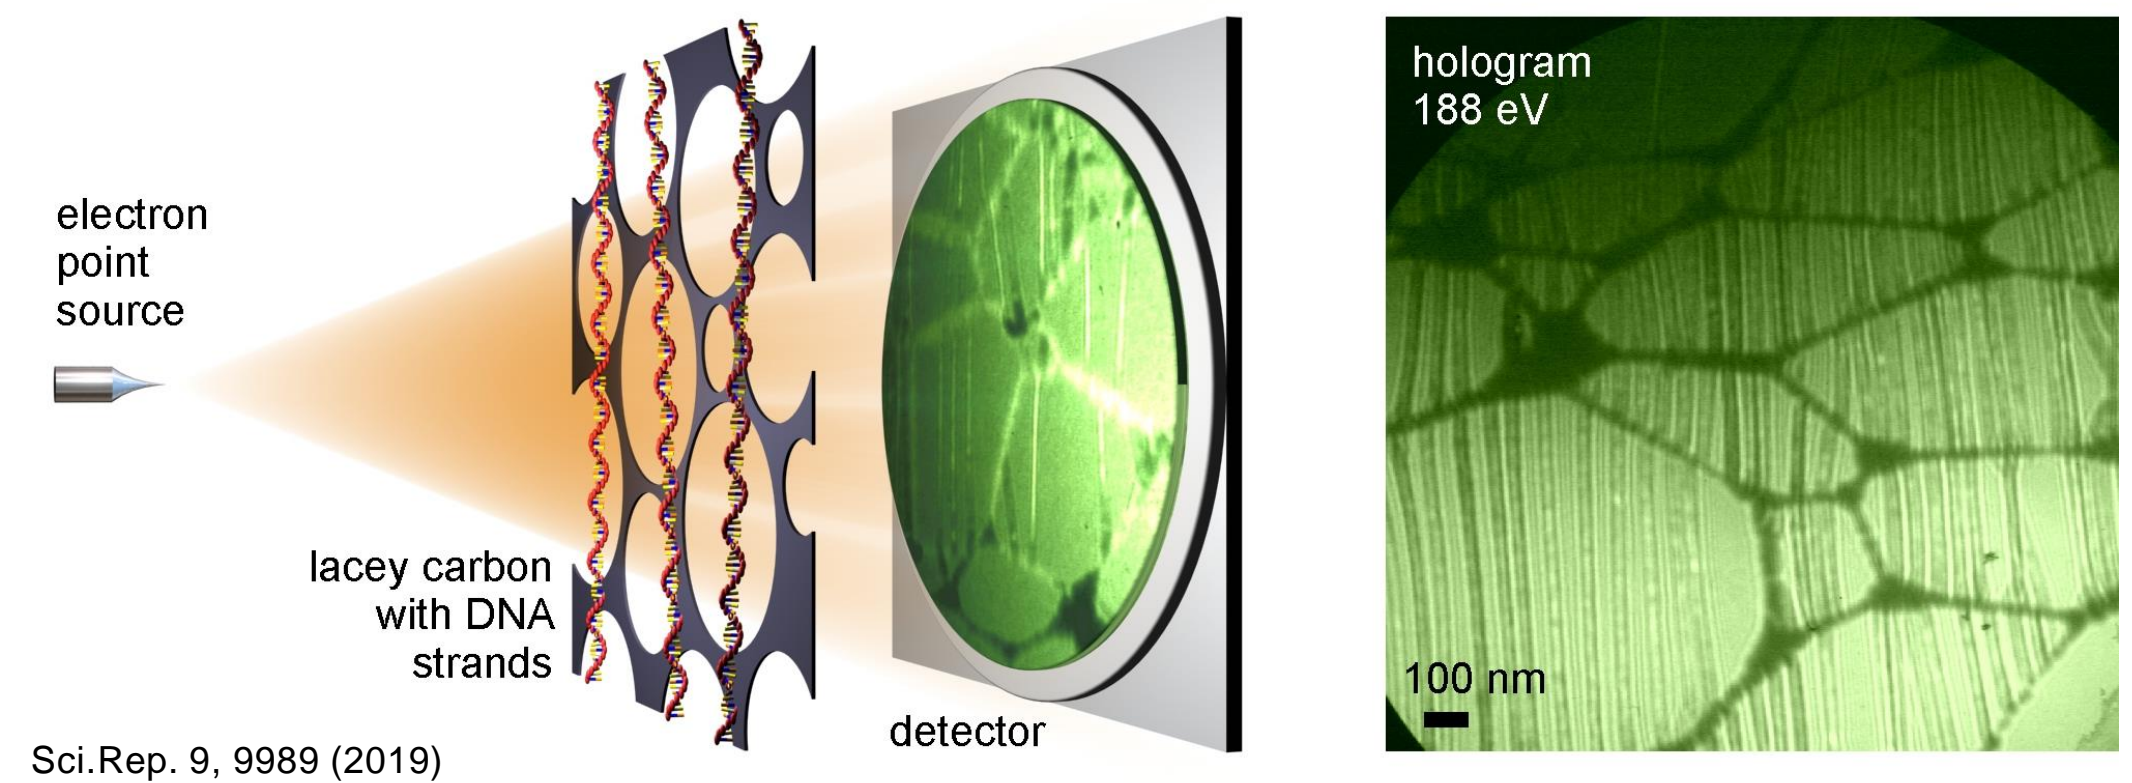 electron
point
source
lacey carbon
with DNA
strands
detector
Sci.Rep. 9, 9989 (2019)
hologram
188 eV
100 nm